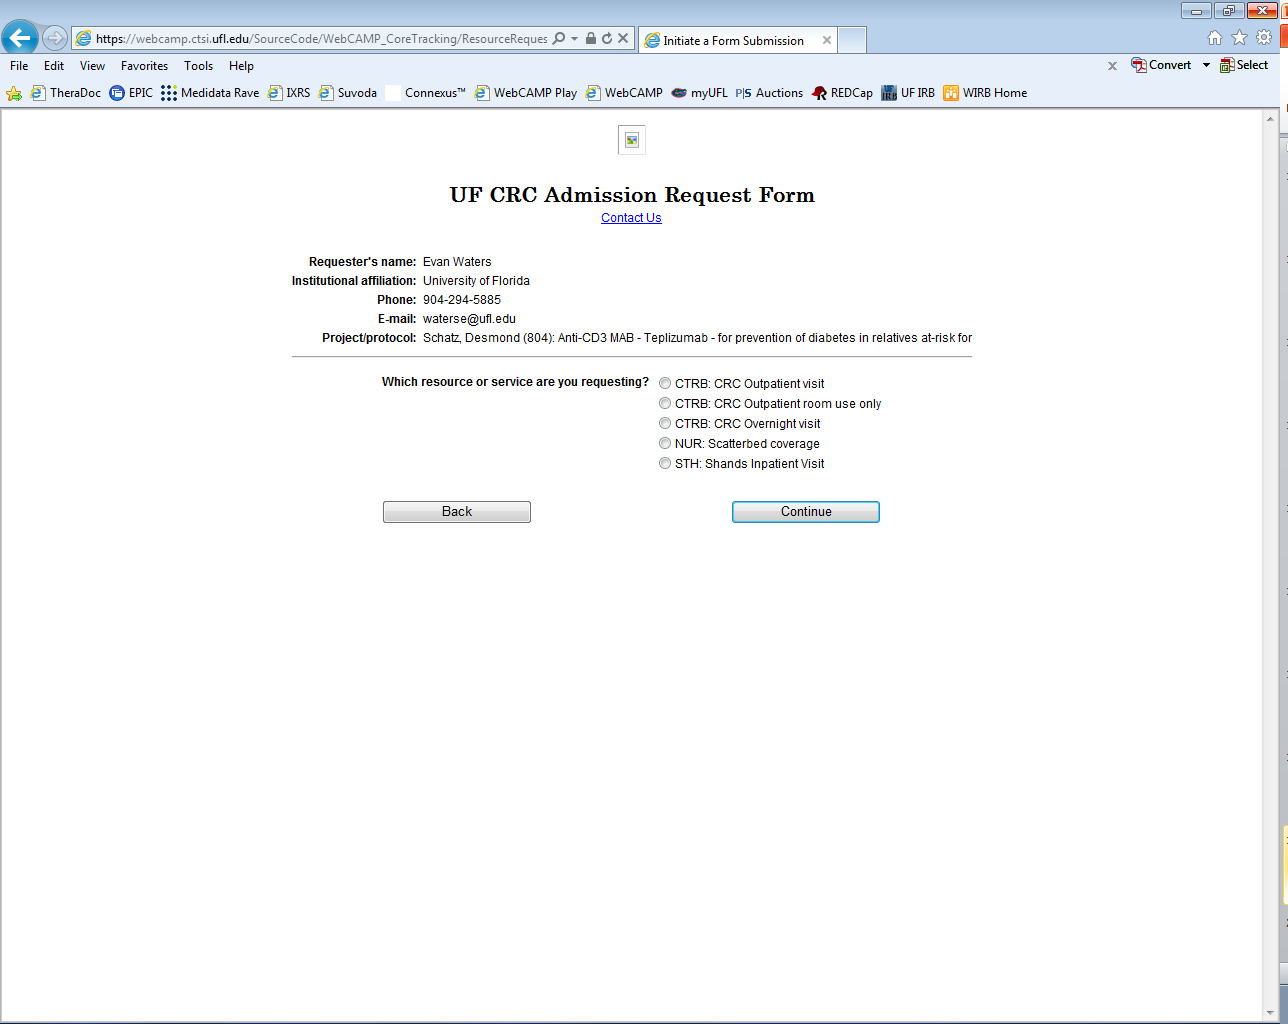 https://webcamp.ctsi.ufl.edu/SourceCode/WebCAMP_CoreTracking/ResourceReques
Initiate a Form Submission
File Edit View Favorites Tools Help
Convert Select
TheraDoc EPIC Medidata Rave IXRS Suvoda Connexus™ WebCAMP Play WebCAMP myUFL P|S Auctions REDCap UF IRB WIRB Home
UF CRC Admission Request Form
Contact Us
Requester's name: Evan Waters
Institutional affiliation: University of Florida
Phone: 904-294-5885
E-mail: waterse@ufl.edu
Project/protocol: Schatz, Desmond (804): Anti-CD3 MAB - Teplizumab - for prevention of diabetes in relatives at-risk for
Which resource or service are you requesting? CTRB: CRC Outpatient visit
CTRB: CRC Outpatient room use only
CTRB: CRC Overnight visit
NUR: Scatterbed coverage
STH: Shands Inpatient Visit
Back Continue